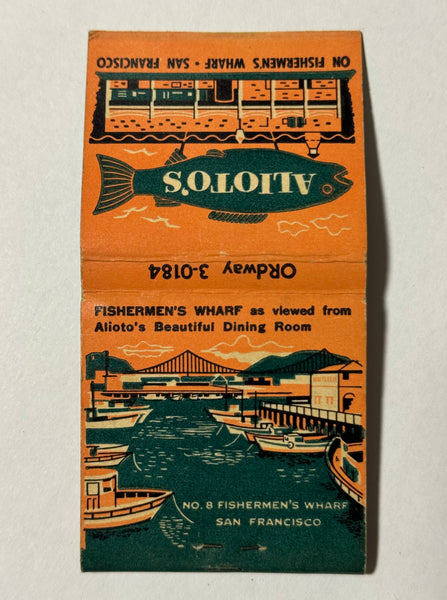 ON FISHERMEN'S WHARF • SAN FRANCISCO
ALIOTO'S
ORdway 3-0184
FISHERMEN'S WHARF as viewed from
Alioto's Beautiful Dining Room
NO. 8 FISHERMEN'S WHARF
SAN FRANCISCO